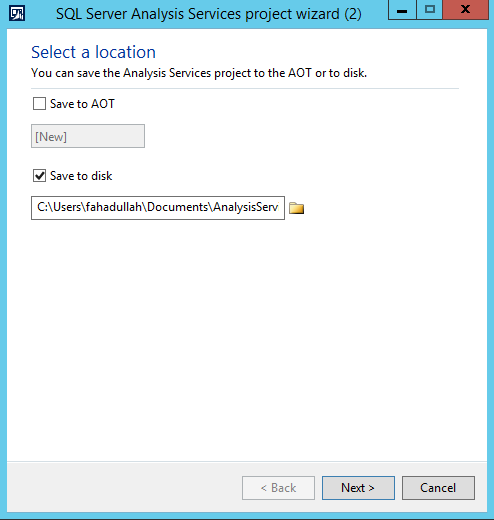 SQL Server Analysis Services project wizard (2)
Select a location
You can save the Analysis Services project to the AOT or to disk.
Save to AOT
[New]
Save to disk
C:\Users\fahadullah\Documents\AnalysisServ
< Back
Next >
Cancel